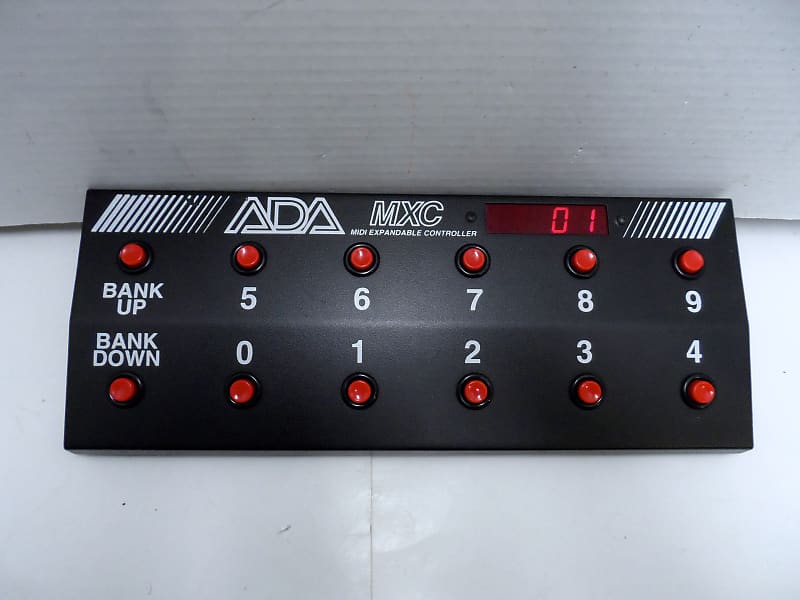 ADA MXC 01
MIDI EXPANDABLE CONTROLLER
BANK UP 5 6 7 8 9
BANK DOWN 0 1 2 3 4